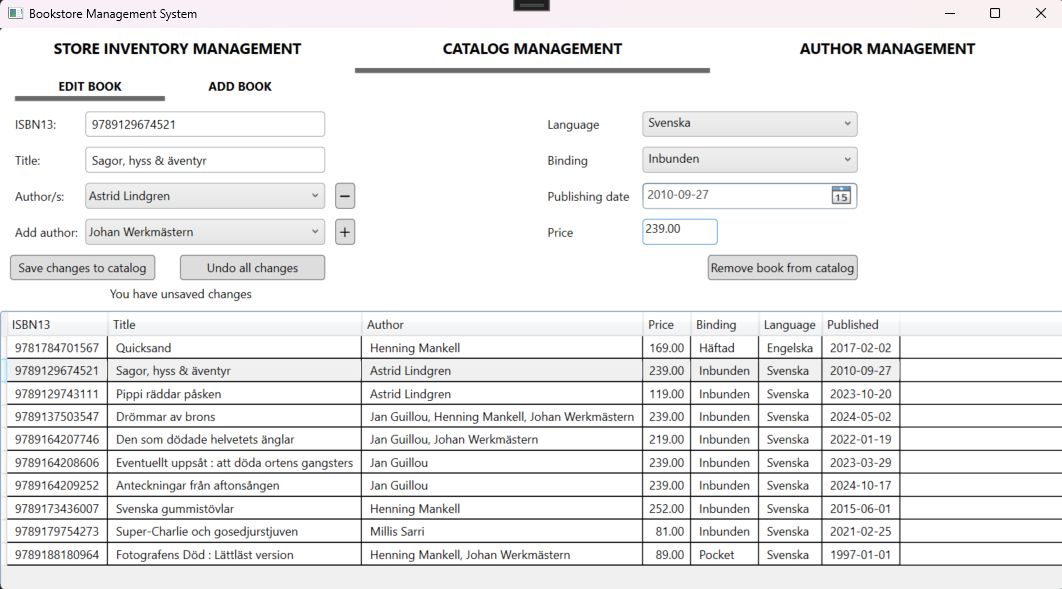 Bookstore Management System
STORE INVENTORY MANAGEMENT CATALOG MANAGEMENT AUTHOR MANAGEMENT
EDIT BOOK ADD BOOK
ISBN13: 9789129674521 Language Svenska
Title: Sagor, hyss & äventyr Binding Inbunden
Author/s: Astrid Lindgren − Publishing date 2010-09-27 15
Add author: Johan Werkmästern + Price 239.00
Save changes to catalog Undo all changes Remove book from catalog
You have unsaved changes
ISBN13 Title Author Price Binding Language Published
9781784701567 Quicksand Henning Mankell 169.00 Häftad Engelska 2017-02-02
9789129674521 Sagor, hyss & äventyr Astrid Lindgren 239.00 Inbunden Svenska 2010-09-27
9789129743111 Pippi räddar påsken Astrid Lindgren 119.00 Inbunden Svenska 2023-10-20
9789137503547 Drömmar av brons Jan Guillou, Henning Mankell, Johan Werkmästern 239.00 Inbunden Svenska 2024-05-02
9789164207746 Den som dödade helvetets änglar Jan Guillou, Johan Werkmästern 219.00 Inbunden Svenska 2022-01-19
9789164208606 Eventuellt uppsåt : att döda ortens gangsters Jan Guillou 239.00 Inbunden Svenska 2023-03-29
9789164209252 Anteckningar från aftonsången Jan Guillou 239.00 Inbunden Svenska 2024-10-17
9789173436007 Svenska gummistövlar Henning Mankell 252.00 Inbunden Svenska 2015-06-01
9789179754273 Super-Charlie och gosedjurstjuven Millis Sarri 81.00 Inbunden Svenska 2021-02-25
9789188180964 Fotografens Död : Lättläst version Henning Mankell, Johan Werkmästern 89.00 Pocket Svenska 1997-01-01